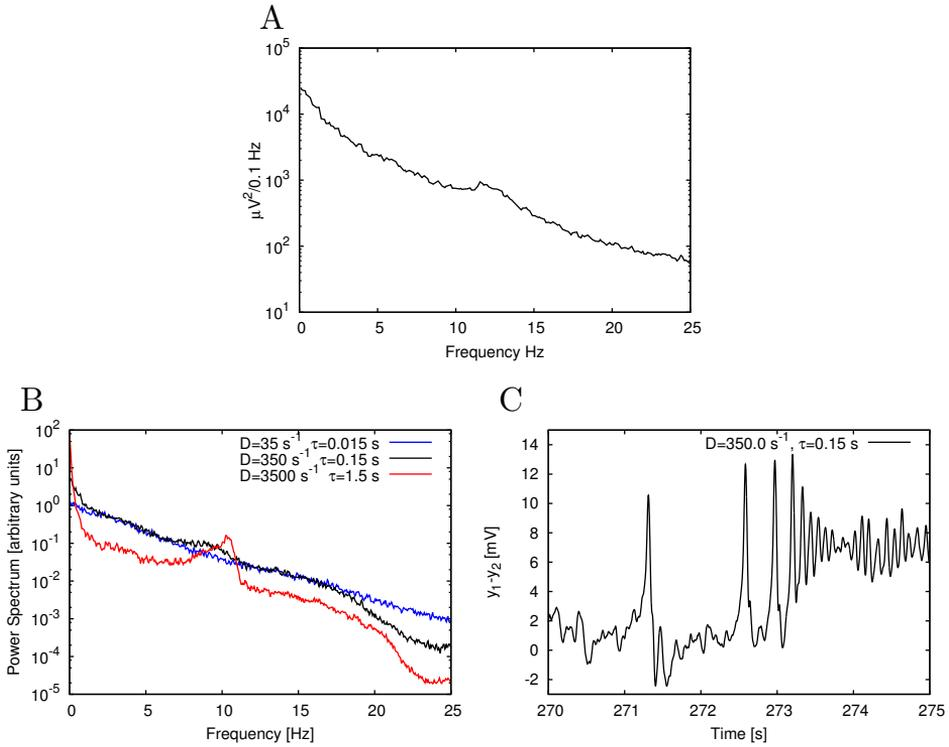 A
10^5
10^4
10^3
10^2
10^1
μV^2/0.1 Hz
0 5 10 15 20 25
Frequency Hz
B
10^2
10^1
10^0
10^-1
10^-2
10^-3
10^-4
10^-5
Power Spectrum [arbitrary units]
D=35 s^-1, τ=0.015 s
D=350 s^-1, τ=0.15 s
D=3500 s^-1 τ=1.5 s
0 5 10 15 20 25
Frequency [Hz]
C
14
12
10
8
6
4
2
0
-2
y_1-y_2 [mV]
D=350.0 s^-1, τ=0.15 s
270 271 272 273 274 275
Time [s]